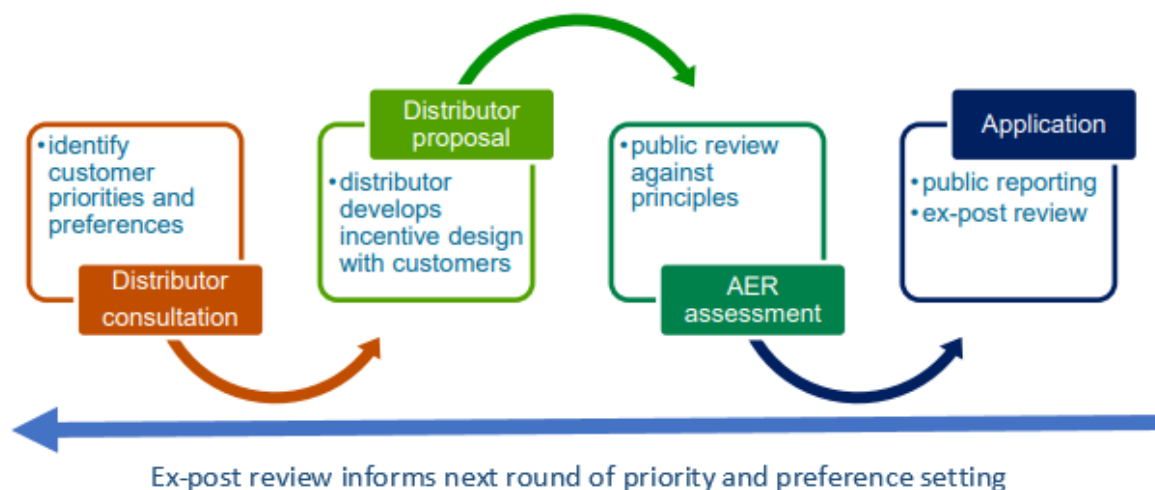 •identify
customer
priorities and
preferences
Distributor
consultation
Distributor
proposal
•distributor
develops
incentive design
with customers
•public review
against
principles
AER
assessment
Application
•public reporting
•ex-post review
Ex-post review informs next round of priority and preference setting